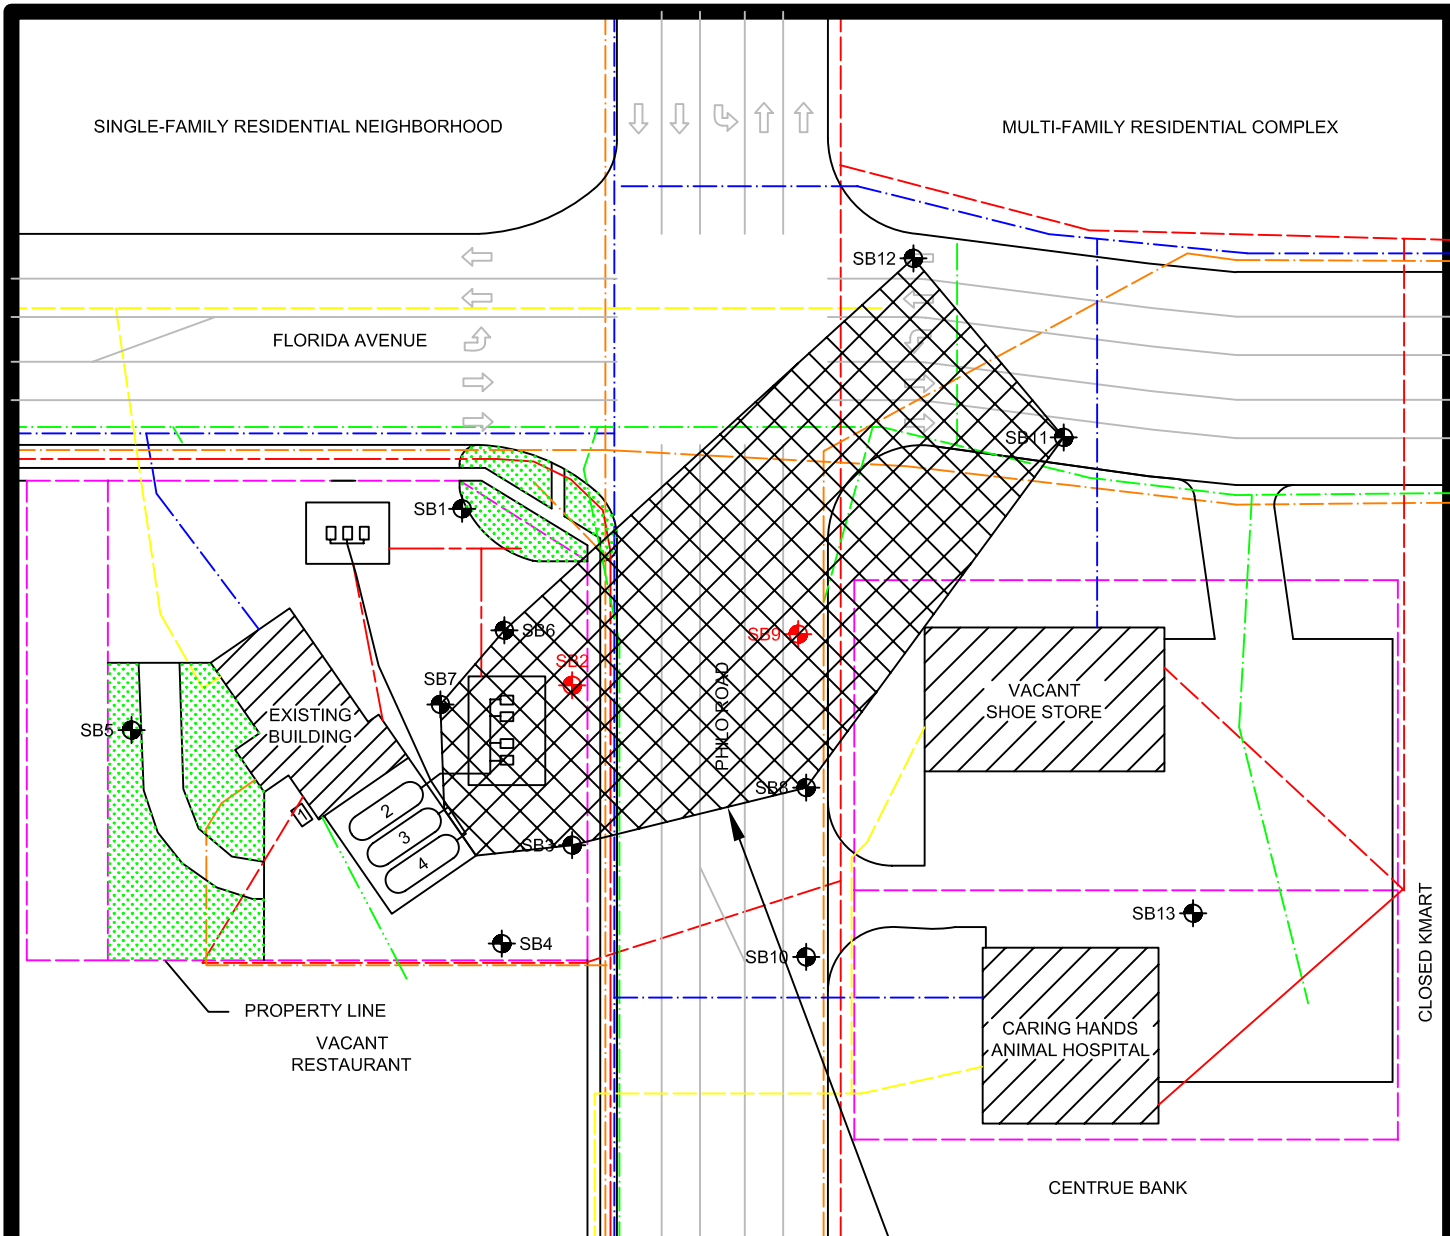 SINGLE-FAMILY RESIDENTIAL NEIGHBORHOOD
MULTI-FAMILY RESIDENTIAL COMPLEX
SB12
FLORIDA AVENUE
SB11
SB1
SB6
SB9
SB2
SB7
PHILO ROAD
VACANT
SHOE STORE
EXISTING
BUILDING
SB5
SB8
1
2
3
4
SB3
SB13
SB4
SB10
CLOSED KMART
PROPERTY LINE
VACANT
RESTAURANT
CARING HANDS
ANIMAL HOSPITAL
CENTRUE BANK